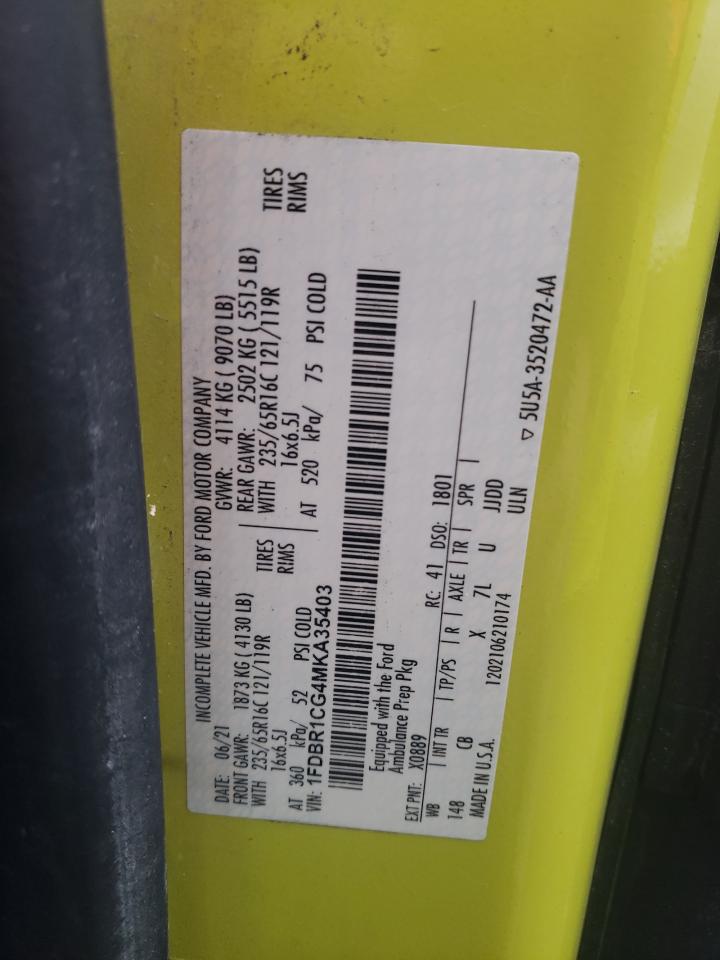 INCOMPLETE VEHICLE MFD. BY FORD MOTOR COMPANY
DATE: 06/21 GVWR: 4114 KG ( 9070 LB)
FRONT GAWR: 1873 KG ( 4130 LB) REAR GAWR: 2502 KG ( 5515 LB)
WITH 235/65R16C 121/119R TIRES WITH 235/65R16C 121/119R TIRES
16x6.5J RIMS 16x6.5J RIMS
AT 360 kPa/ 52 PSI COLD AT 520 kPa/ 75 PSI COLD
VIN: 1FDBR1CG4MKA35403
Equipped with the Ford
Ambulance Prep Pkg
EXT PNT: X0889 RC: 41 DSO: 1801
WB | INT TR | TP/PS | R | AXLE | TR | SPR |
148 CB X 7L U JJDD
MADE IN U.S.A. 1202106210174 ULN
▽ 5U5A-3520472-AA